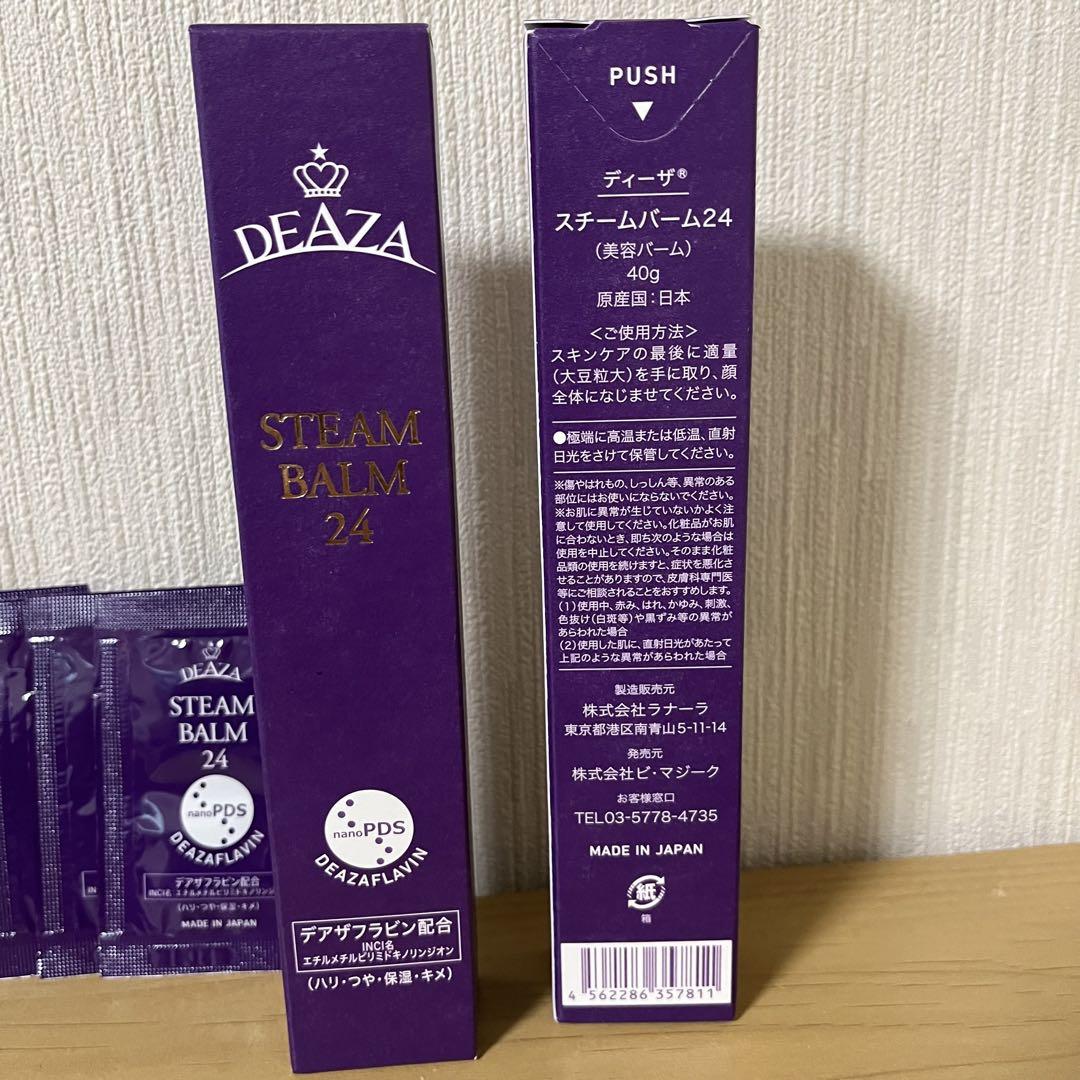 DEAZA
STEAM
BALM
24
nanoPDS
DEAZAFLAVIN
デアザフラビン配合
INCI名
エチルメチルピリミドキノリンジオン
(ハリ・つや・保湿・キメ)
PUSH
ディーザ®
スチームバーム24
(美容バーム)
40g
原産国:日本
<ご使用方法>
スキンケアの最後に適量
(大豆粒大)を手に取り、顔
全体になじませてください。
●極端に高温または低温、直射
日光をさけて保管してください。
※傷やはれもの、しっしん等、異常のある
部位にはお使いにならないでください。
※お肌に異常が生じていないかよく注
意して使用してください。化粧品がお肌
に合わないとき、即ち次のような場合は
使用を中止してください。そのまま化粧
品類の使用を続けますと、症状を悪化さ
せることがありますので、皮膚科専門医
等にご相談されることをおすすめします。
(1)使用中、赤み、はれ、かゆみ、刺激、
色抜け(白斑等)や黒ずみ等の異常が
あらわれた場合
(2)使用した肌に、直射日光があたって
上記のような異常があらわれた場合
製造販売元
株式会社ラナーラ
東京都港区南青山5-11-14
発売元
株式会社ビ・マジーク
お客様窓口
TEL03-5778-4735
MADE IN JAPAN
紙
箱
4 562286 357811
DEAZA
STEAM
BALM
24
nanoPDS
DEAZAFLAVIN
デアザフラビン配合
INCI名 エチルメチルピリミドキノリンジオ
(ハリ・つや・保湿・キメ)
MADE IN JAPAN